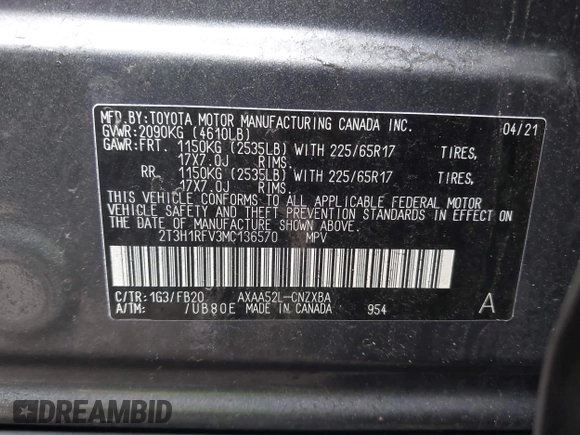 MFD.BY:TOYOTA MOTOR MANUFACTURING CANADA INC. 04/21
GVWR:2090KG (4610LB)
GAWR:FRT. 1150KG (2535LB) WITH 225/65R17 TIRES,
17X7.0J RIMS.
RR. 1150KG (2535LB) WITH 225/65R17 TIRES,
17X7.0J RIMS.
THIS VEHICLE CONFORMS TO ALL APPLICABLE FEDERAL MOTOR
VEHICLE SAFETY AND THEFT PREVENTION STANDARDS IN EFFECT ON
THE DATE OF MANUFACTURE SHOWN ABOVE.
2T3H1RFV3MC136570 MPV
C/TR:1G3/FB20 AXAA52L-CNZXBA
A/TM: /UB80E MADE IN CANADA 954 A
DREAMBID